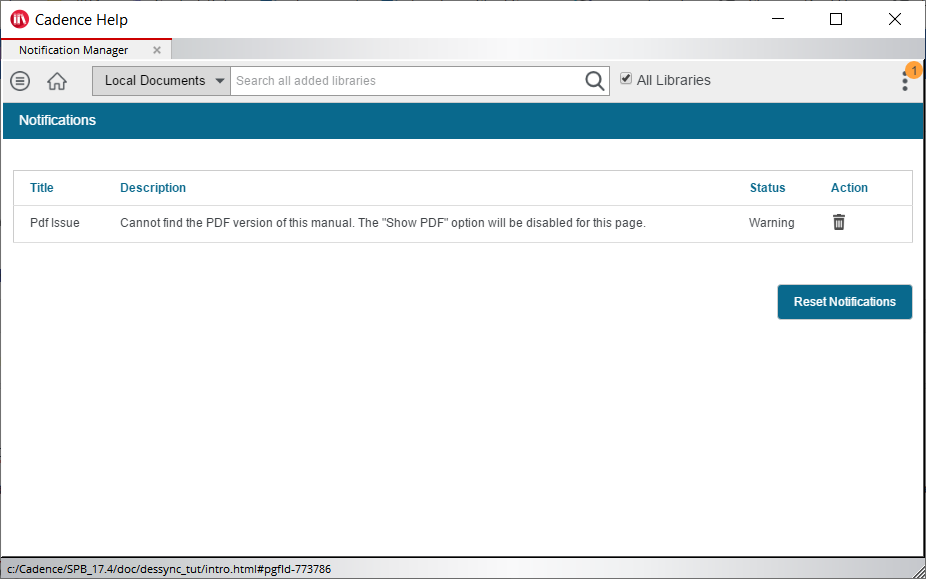 Cadence Help
Notification Manager
Local Documents Search all added libraries All Libraries 1
Notifications
Title Description Status Action
Pdf Issue Cannot find the PDF version of this manual. The "Show PDF" option will be disabled for this page. Warning
Reset Notifications
c:/Cadence/SPB_17.4/doc/dessync_tut/intro.html#pgfId-773786